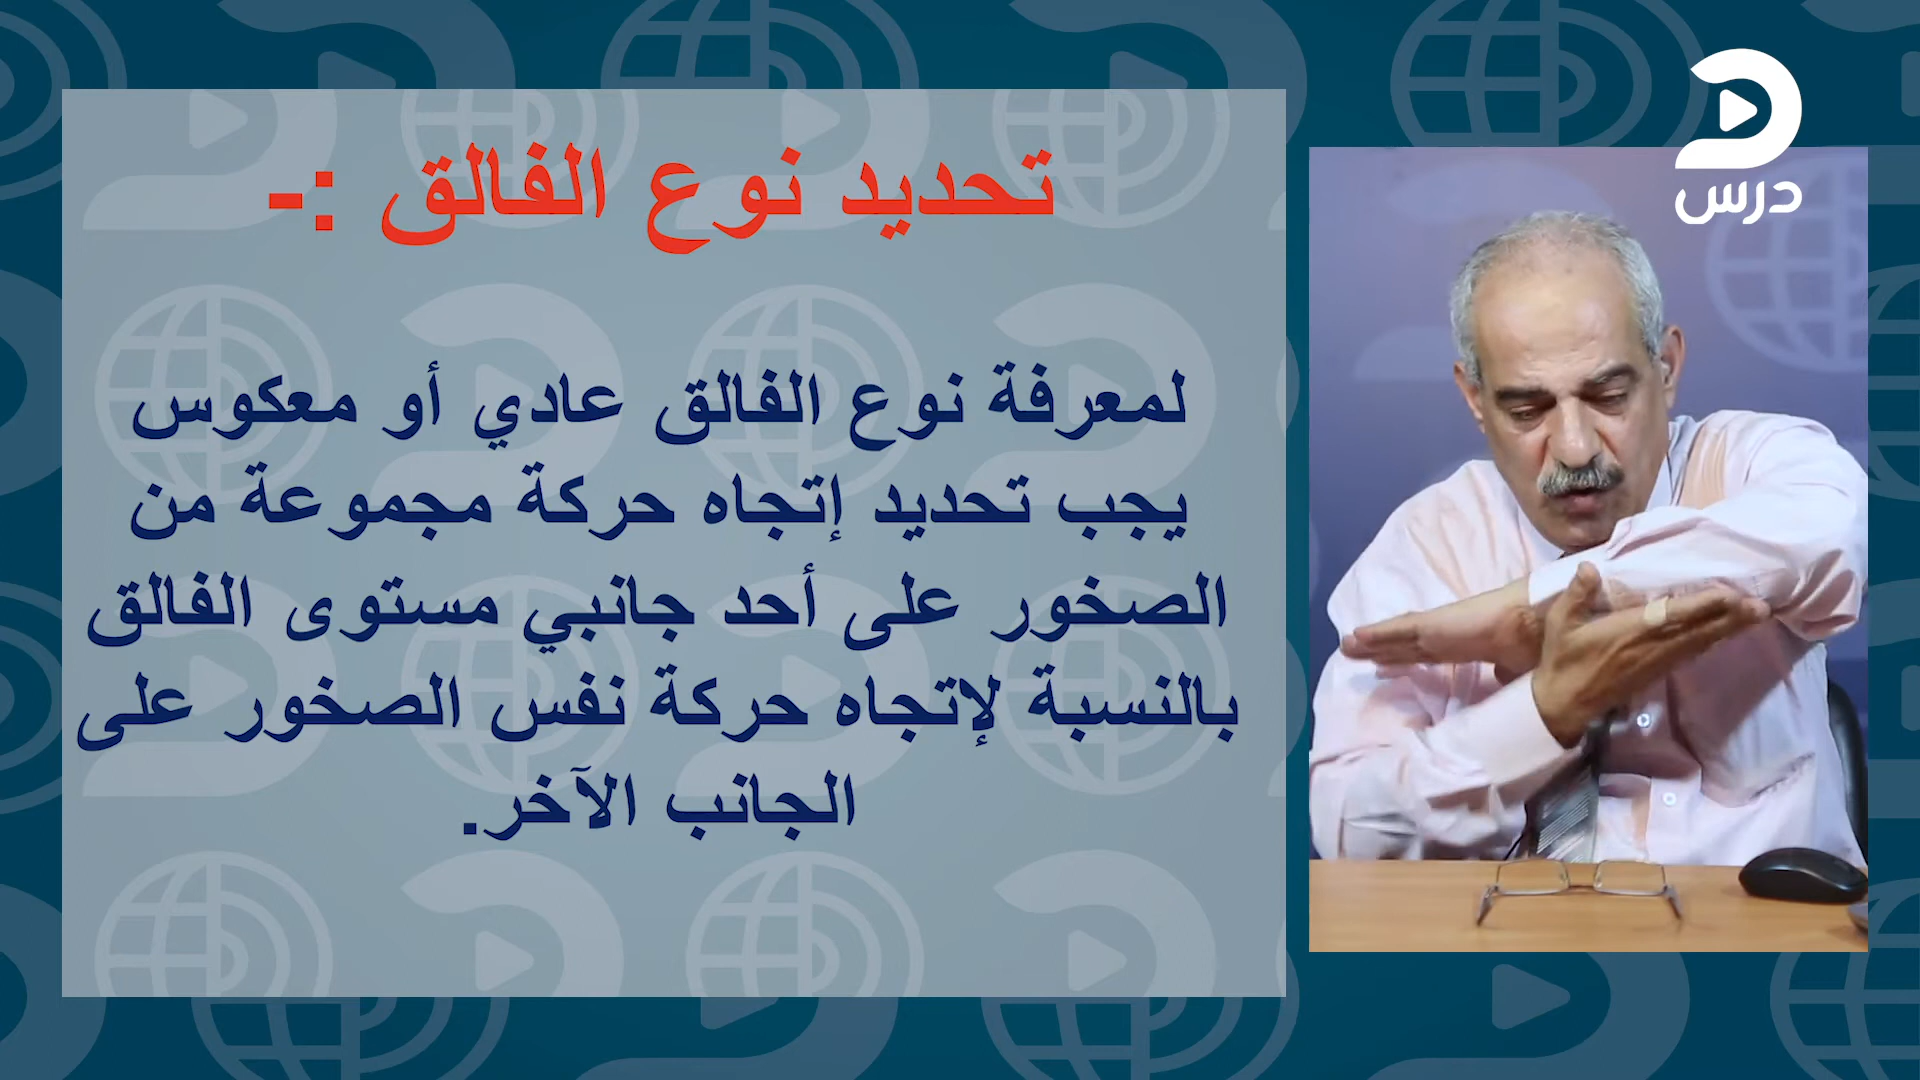 تحديد نوع الفالق :-
لمعرفة نوع الفالق عادي أو معكوس
يجب تحديد إتجاه حركة مجموعة من
الصخور على أحد جانبي مستوى الفالق
بالنسبة لإتجاه حركة نفس الصخور على
الجانب الآخر.
درس